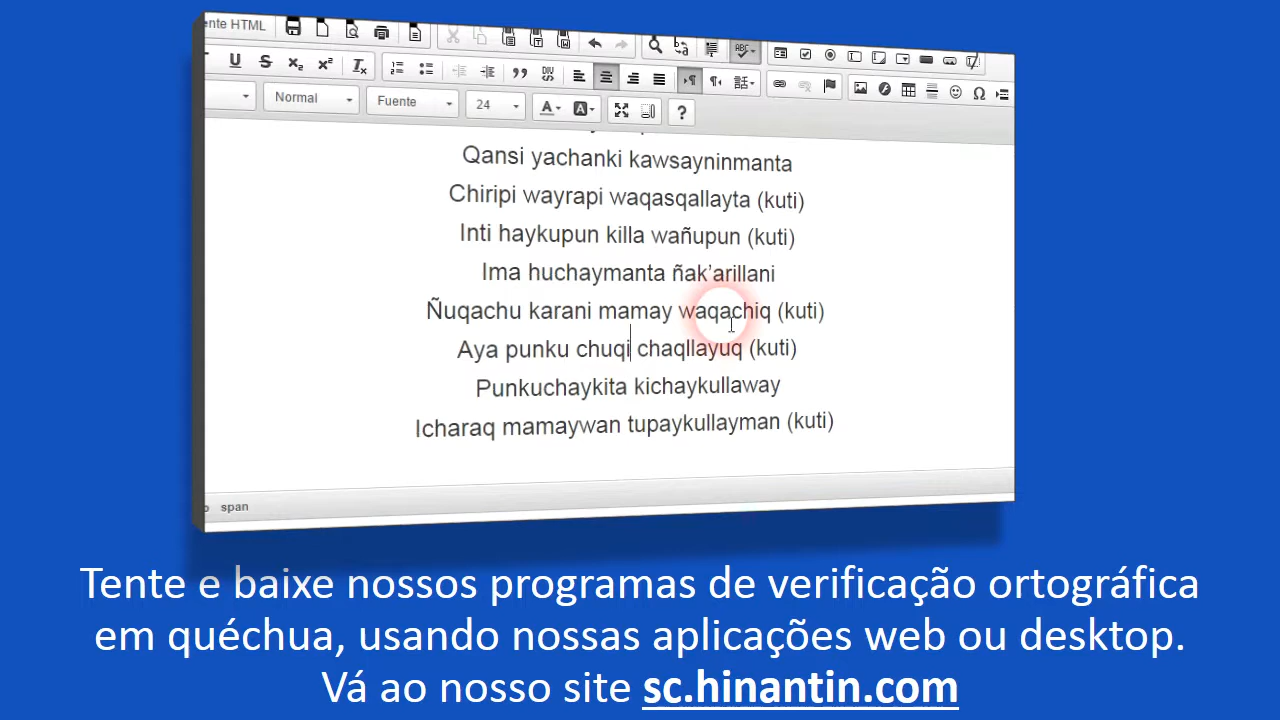 ente HTML
Normal Fuente 24
Qansi yachanki kawsayninmanta
Chiripi wayrapi waqasqallayta (kuti)
Inti haykupun killa wañupun (kuti)
Ima huchaymanta ñak'arillani
Ñuqachu karani mamay waqachiq (kuti)
Aya punku chuqi chaqllayuq (kuti)
Punkuchaykita kichaykullaway
Icharaq mamaywan tupaykullayman (kuti)
span
Tente e baixe nossos programas de verificação ortográfica
em quéchua, usando nossas aplicações web ou desktop.
Vá ao nosso site sc.hinantin.com